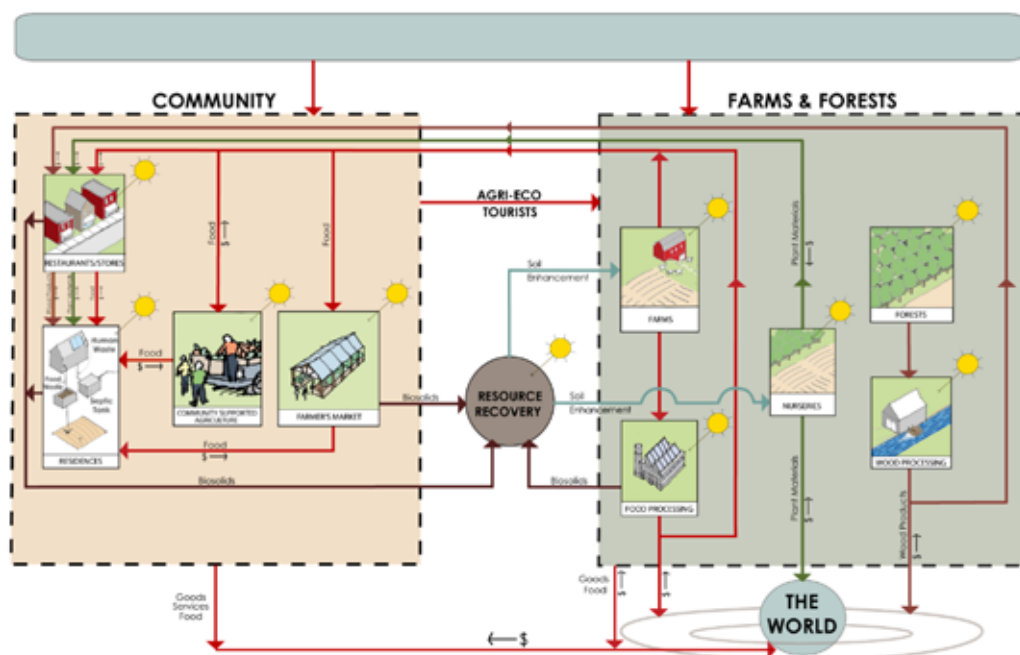 COMMUNITY
FARMS & FORESTS
RESTAURANTS/STORES
Food
$
Food
AGRI-ECO
TOURISTS
Plant Materials
$
Soil
Enhancement
FARMS
FORESTS
Human
Waste
Food
Waste
Septic
Tank
RESIDENCES
Food
$
COMMUNITY SUPPORTED
AGRICULTURE
FARMER'S MARKET
Biosolids
RESOURCE
RECOVERY
Soil
Enhancement
NURSERIES
WOOD PROCESSING
Food
$
Biosolids
Biosolids
FOOD PROCESSING
Plant Materials
$
Wood Products
$
Goods
Services
Food
Goods
Food
$
$
THE
WORLD
$